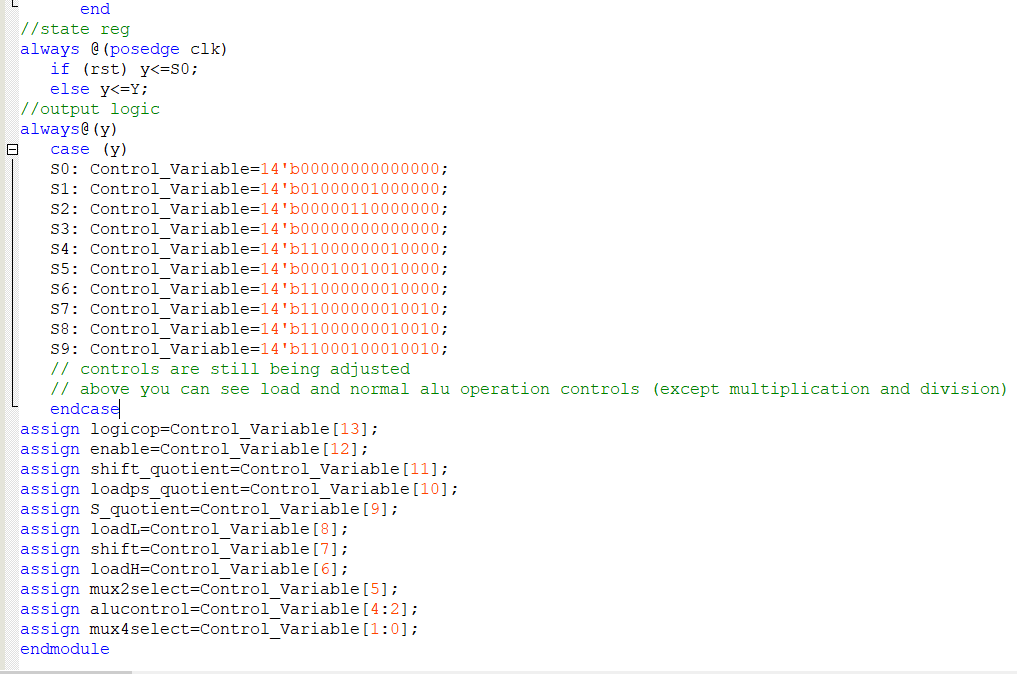 end
//state reg
always @(posedge clk)
if (rst) y<=S0;
else y<=Y;
//output logic
always@(y)
case (y)
S0: Control_Variable=14'b00000000000000;
S1: Control_Variable=14'b01000001000000;
S2: Control_Variable=14'b00000110000000;
S3: Control_Variable=14'b00000000000000;
S4: Control_Variable=14'b11000000010000;
S5: Control_Variable=14'b00010010010000;
S6: Control_Variable=14'b11000000010000;
S7: Control_Variable=14'b11000000010010;
S8: Control_Variable=14'b11000000010010;
S9: Control_Variable=14'b11000100010010;
// controls are still being adjusted
// above you can see load and normal alu operation controls (except multiplication and division)
endcase
assign logicop=Control_Variable[13];
assign enable=Control_Variable[12];
assign shift_quotient=Control_Variable[11];
assign loadps_quotient=Control_Variable[10];
assign S_quotient=Control_Variable[9];
assign loadL=Control_Variable[8];
assign shift=Control_Variable[7];
assign loadH=Control_Variable[6];
assign mux2select=Control_Variable[5];
assign alucontrol=Control_Variable[4:2];
assign mux4select=Control_Variable[1:0];
endmodule